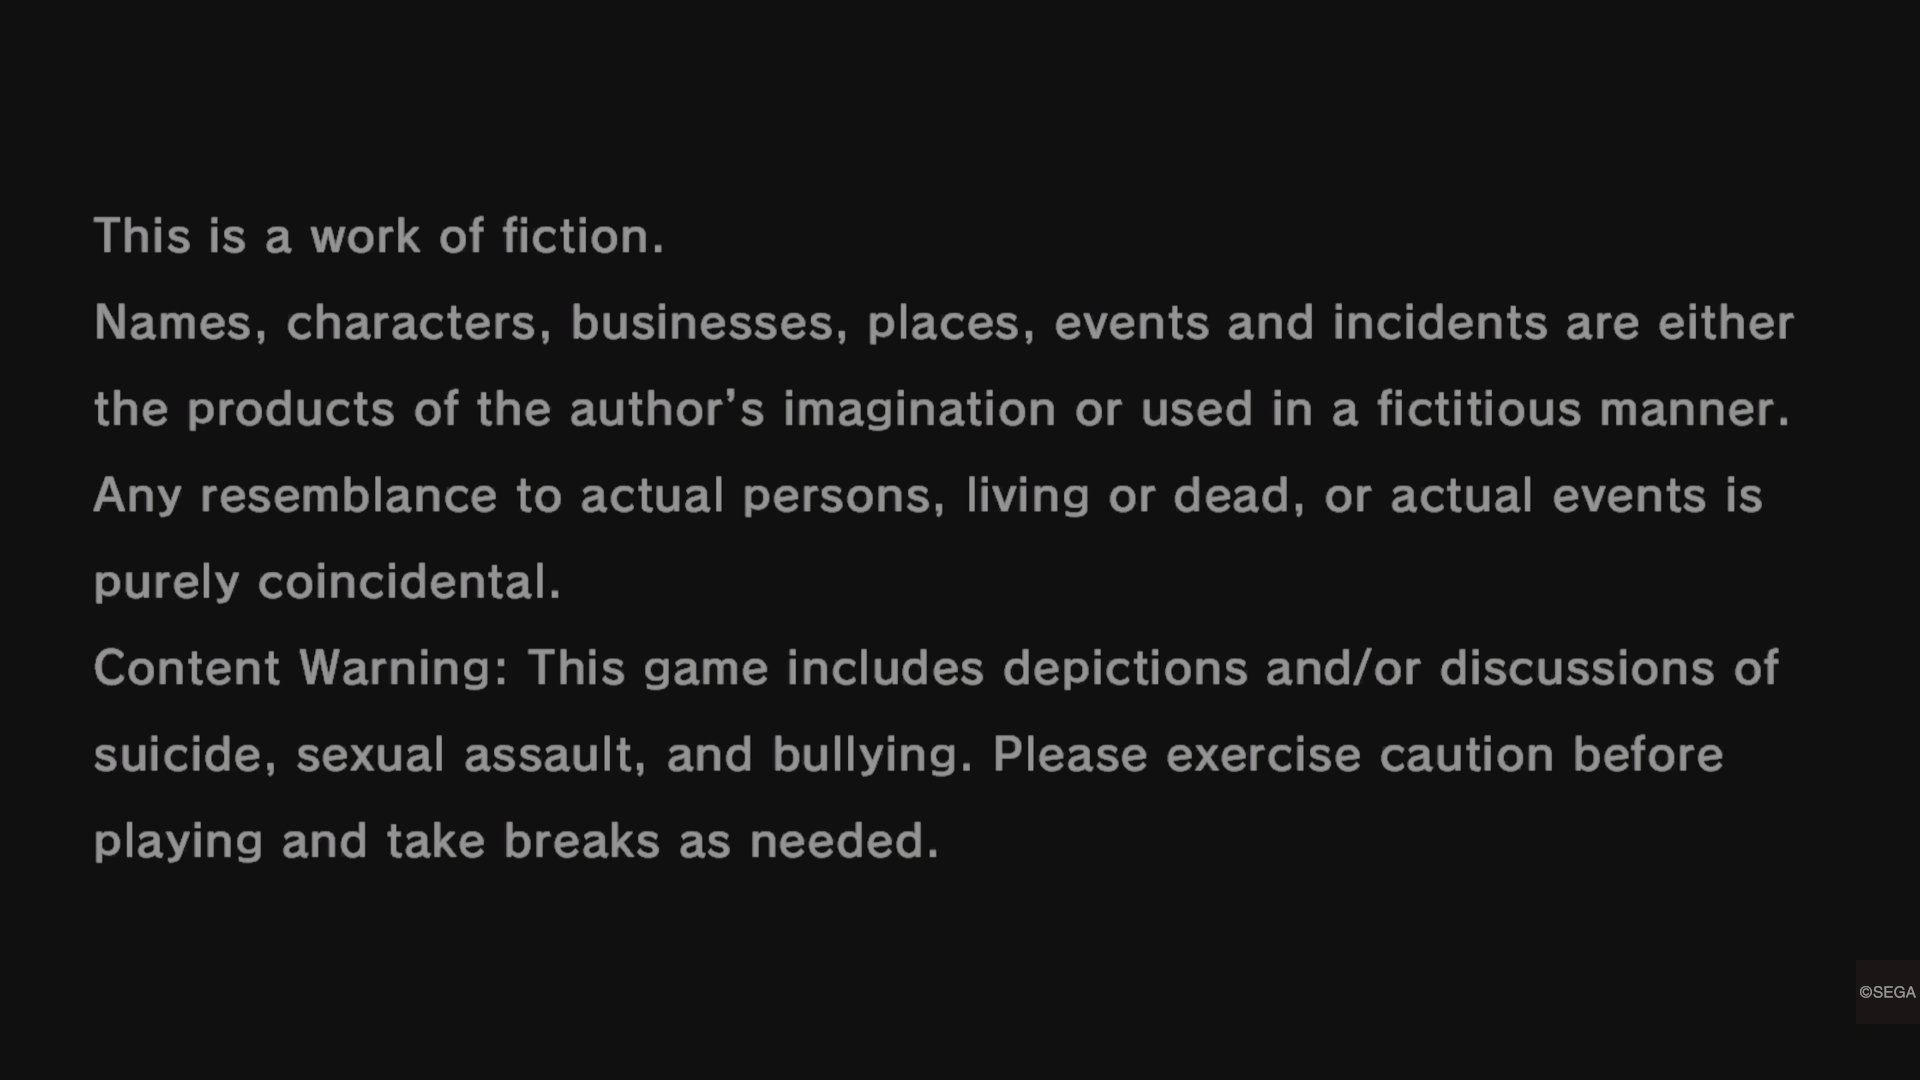 This is a work of fiction.
Names, characters, businesses, places, events and incidents are either
the products of the author’s imagination or used in a fictitious manner.
Any resemblance to actual persons, living or dead, or actual events is
purely coincidental.
Content Warning: This game includes depictions and/or discussions of
suicide, sexual assault, and bullying. Please exercise caution before
playing and take breaks as needed.
©SEGA